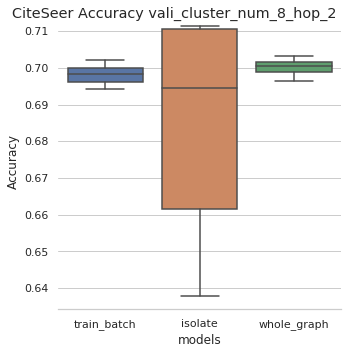 CiteSeer Accuracy vali_cluster_num_8_hop_2
0.71
0.70
0.69
0.68
0.67
0.66
0.65
0.64
Accuracy
train_batch isolate whole_graph
models